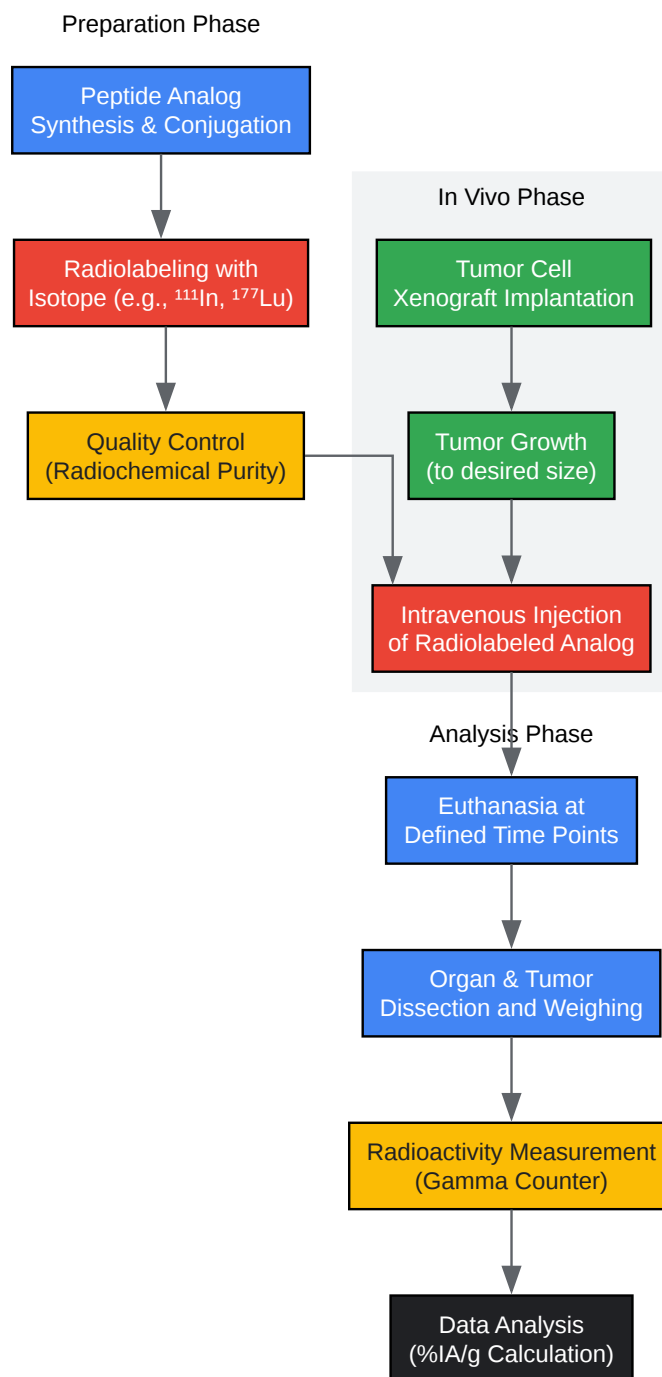 Preparation Phase
Peptide Analog
Synthesis & Conjugation
Radiolabeling with
Isotope (e.g., ¹¹¹In, ¹⁷⁷Lu)
Quality Control
(Radiochemical Purity)
In Vivo Phase
Tumor Cell
Xenograft Implantation
Tumor Growth
(to desired size)
Intravenous Injection
of Radiolabeled Analog
Analysis Phase
Euthanasia at
Defined Time Points
Organ & Tumor
Dissection and Weighing
Radioactivity Measurement
(Gamma Counter)
Data Analysis
(%IA/g Calculation)